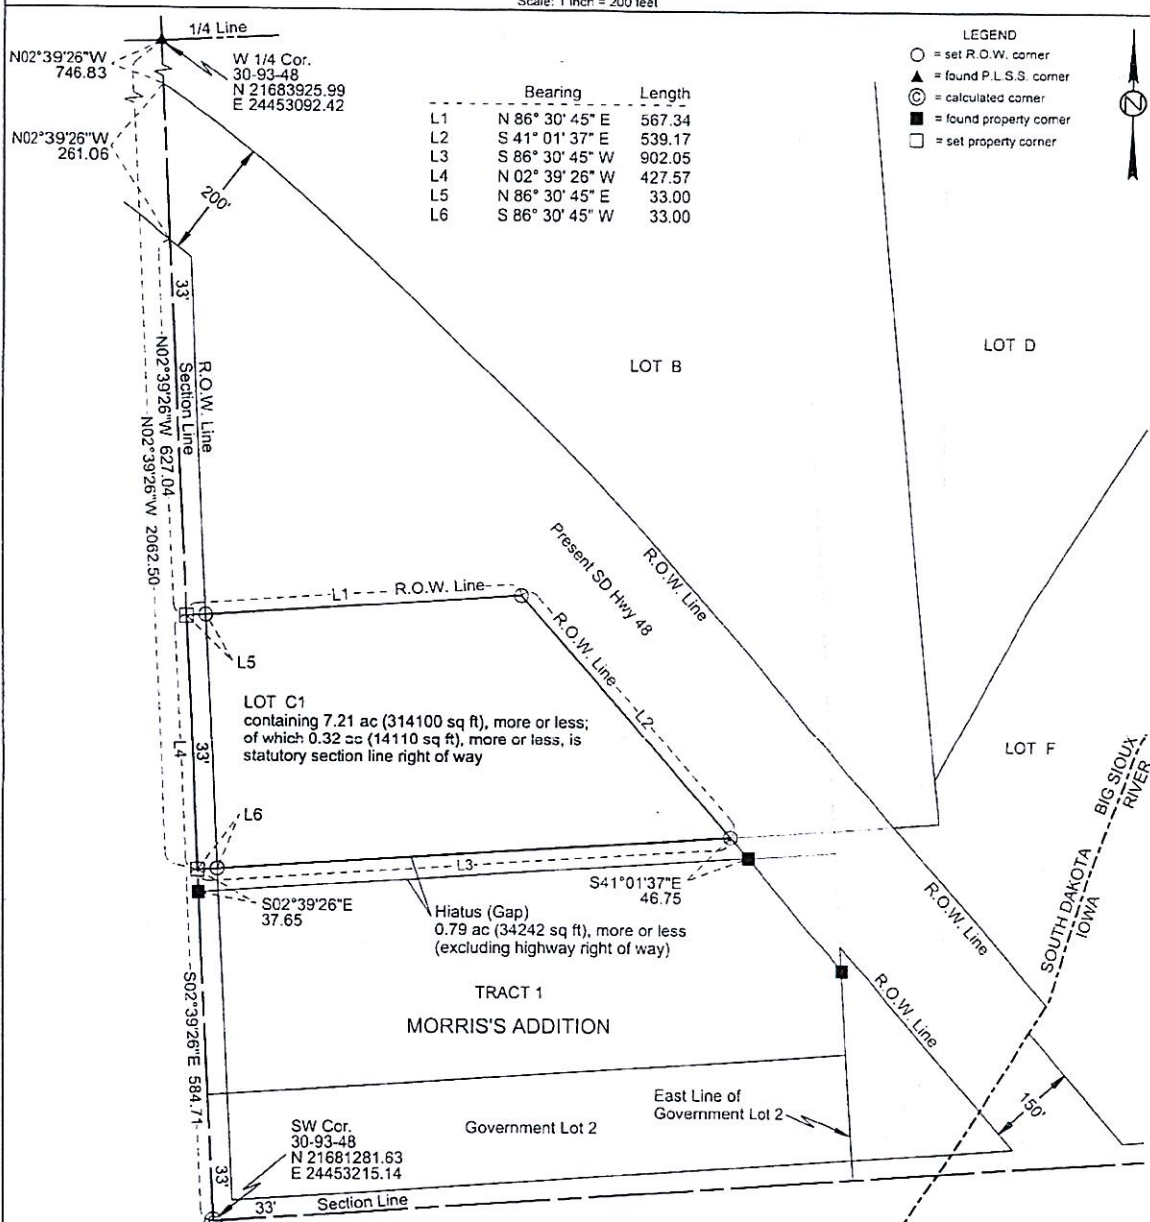 Scale: 1 inch = 200 feet
1/4 Line
N02°39'26"W
746.83
W 1/4 Cor.
30-93-48
N 21683925.99
E 24453092.42
LEGEND
= set R.O.W. corner
= found P.L.S.S. corner
© = calculated corner
= found property corner
= set property corner
N
Bearing Length
L1 N 86° 30' 45" E 567.34
L2 S 41° 01' 37" E 539.17
L3 S 86° 30' 45" W 902.05
L4 N 02° 39' 26" W 427.57
L5 N 86° 30' 45" E 33.00
L6 S 86° 30' 45" W 33.00
N02°39'26"W
261.06
200'
33'
R.O.W. Line
Section Line
N02°39'26"W 627.04
N02°39'26"W 2062.50
LOT B
LOT D
Present SD Hwy 48
R.O.W. Line
L1
R.O.W. Line
R.O.W. Line
L2
L5
LOT C1
containing 7.21 ac (314100 sq ft), more or less;
of which 0.32 ac (14110 sq ft), more or less, is
statutory section line right of way
L4
33'
LOT F
BIG SIOUX
RIVER
L6
L3
S02°39'26"E
37.65
S41°01'37"E
46.75
Hiatus (Gap)
0.79 ac (34242 sq ft), more or less
(excluding highway right of way)
R.O.W. Line
SOUTH DAKOTA
IOWA
TRACT 1
MORRIS'S ADDITION
R.O.W. Line
S02°39'26"E 584.71
East Line of
Government Lot 2
150'
SW Cor.
30-93-48
N 21681281.63
E 24453215.14
Government Lot 2
33'
33'
Section Line